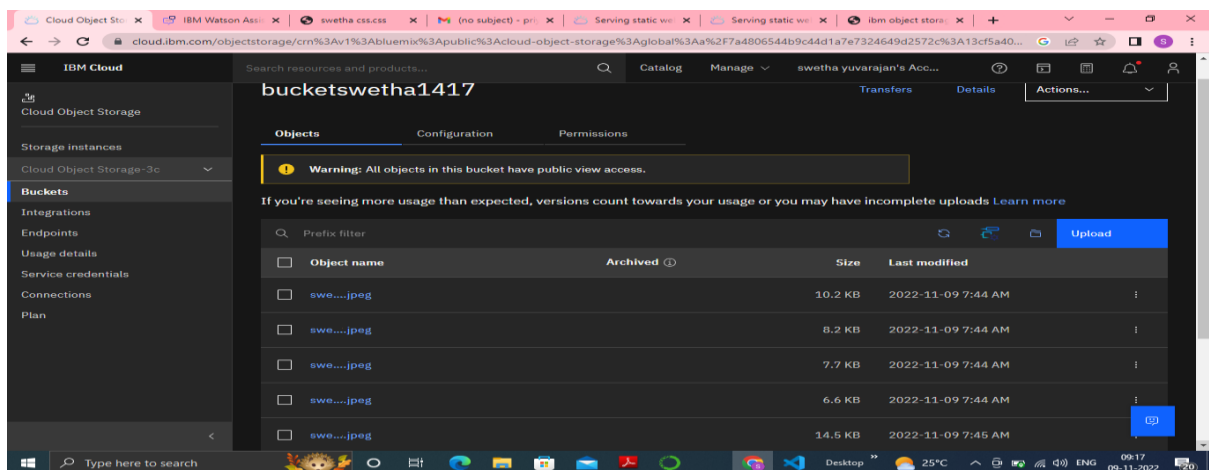 Cloud Object Sto
IBM Watson Assi
swetha css.css
(no subject) - pri
Serving static we
Serving static we
ibm object stora
cloud.ibm.com/objectstorage/crn%3Av1%3Abluemix%3Apublic%3Acloud-object-storage%3Aglobal%3Aa%2F7a4806544b9c44d1a7e7324649d2572c%3A13cf5a40...
IBM Cloud
Search resources and products...
Catalog
Manage
swetha yuvarajan's Acc...
Cloud Object Storage
Storage instances
Cloud Object Storage-3c
Buckets
Integrations
Endpoints
Usage details
Service credentials
Connections
Plan
bucketswetha1417
Transfers
Details
Actions...
Objects
Configuration
Permissions
Warning: All objects in this bucket have public view access.
If you're seeing more usage than expected, versions count towards your usage or you may have incomplete uploads Learn more
Prefix filter
Upload
Object name Archived Size Last modified
swe....jpeg 10.2 KB 2022-11-09 7:44 AM
swe....jpeg 8.2 KB 2022-11-09 7:44 AM
swe....jpeg 7.7 KB 2022-11-09 7:44 AM
swe....jpeg 6.6 KB 2022-11-09 7:44 AM
swe....jpeg 14.5 KB 2022-11-09 7:45 AM
Type here to search
Desktop
25°C
ENG
09:17
09-11-2022
20